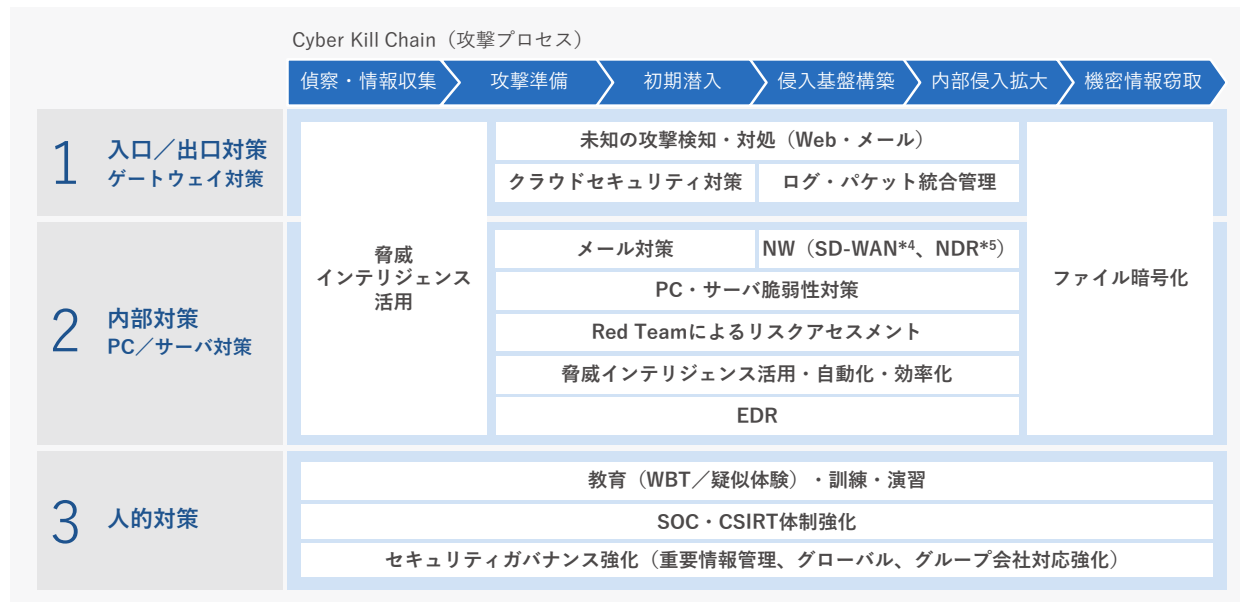 Cyber Kill Chain（攻撃プロセス）
偵察・情報収集
攻撃準備
初期潜入
侵入基盤構築
内部侵入拡大
機密情報窃取
1
入口／出口対策
ゲートウェイ対策
脅威
インテリジェンス
活用
未知の攻撃検知・対処（Web・メール）
クラウドセキュリティ対策
ログ・パケット統合管理
ファイル暗号化
2
内部対策
PC／サーバ対策
メール対策
NW（SD-WAN*4、NDR*5）
PC・サーバ脆弱性対策
Red Teamによるリスクアセスメント
脅威インテリジェンス活用・自動化・効率化
EDR
3
人的対策
教育（WBT／疑似体験）・訓練・演習
SOC・CSIRT体制強化
セキュリティガバナンス強化（重要情報管理、グローバル、グループ会社対応強化）